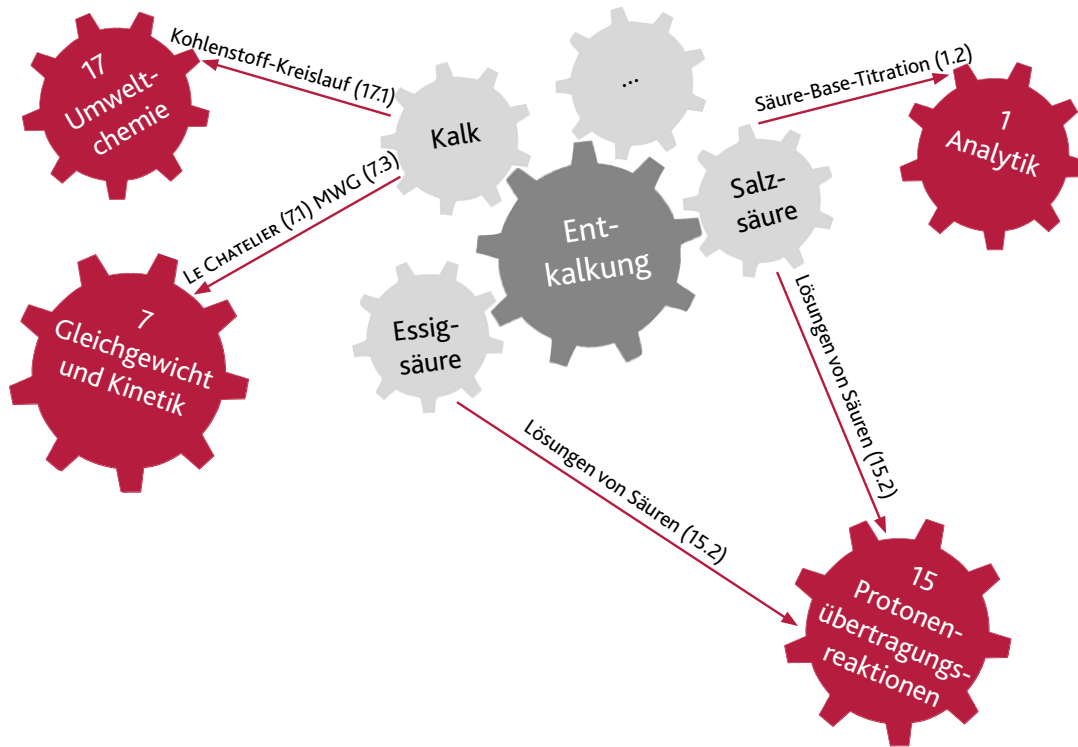 17
Umwelt-
chemie
Kohlenstoff-Kreislauf (17.1)
Kalk
...
Säure-Base-Titration (1.2)
1
Analytik
Le Chatelier (7.1) MWG (7.3)
Salz-
säure
Ent-
kalkung
7
Gleichgewicht
und Kinetik
Essig-
säure
Lösungen von Säuren (15.2)
Lösungen von Säuren (15.2)
15
Protonen-
übertragungs-
reaktionen